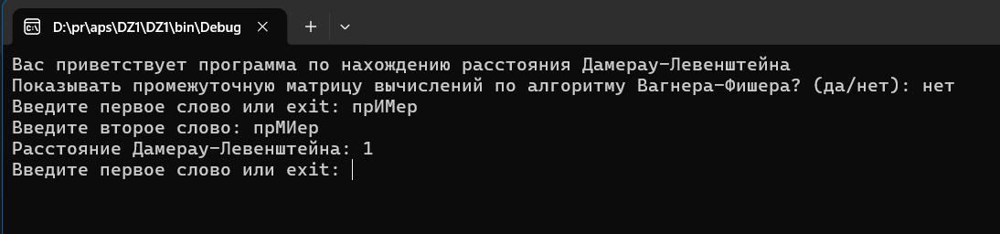 D:\pr\aps\DZ1\DZ1\bin\Debug
Вас приветствует программа по нахождению расстояния Дамерау-Левенштейна
Показывать промежуточную матрицу вычислений по алгоритму Вагнера-Фишера? (да/нет): нет
Введите первое слово или exit: прИМер
Введите второе слово: прМИер
Расстояние Дамерау-Левенштейна: 1
Введите первое слово или exit: